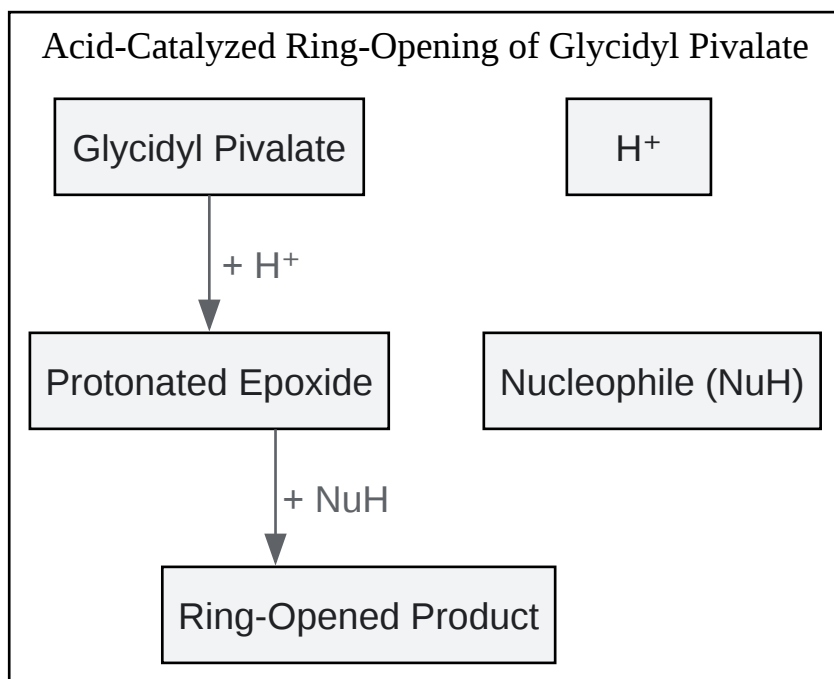 Acid-Catalyzed Ring-Opening of Glycidyl Pivalate
Glycidyl Pivalate
H⁺
+ H⁺
Protonated Epoxide
Nucleophile (NuH)
+ NuH
Ring-Opened Product